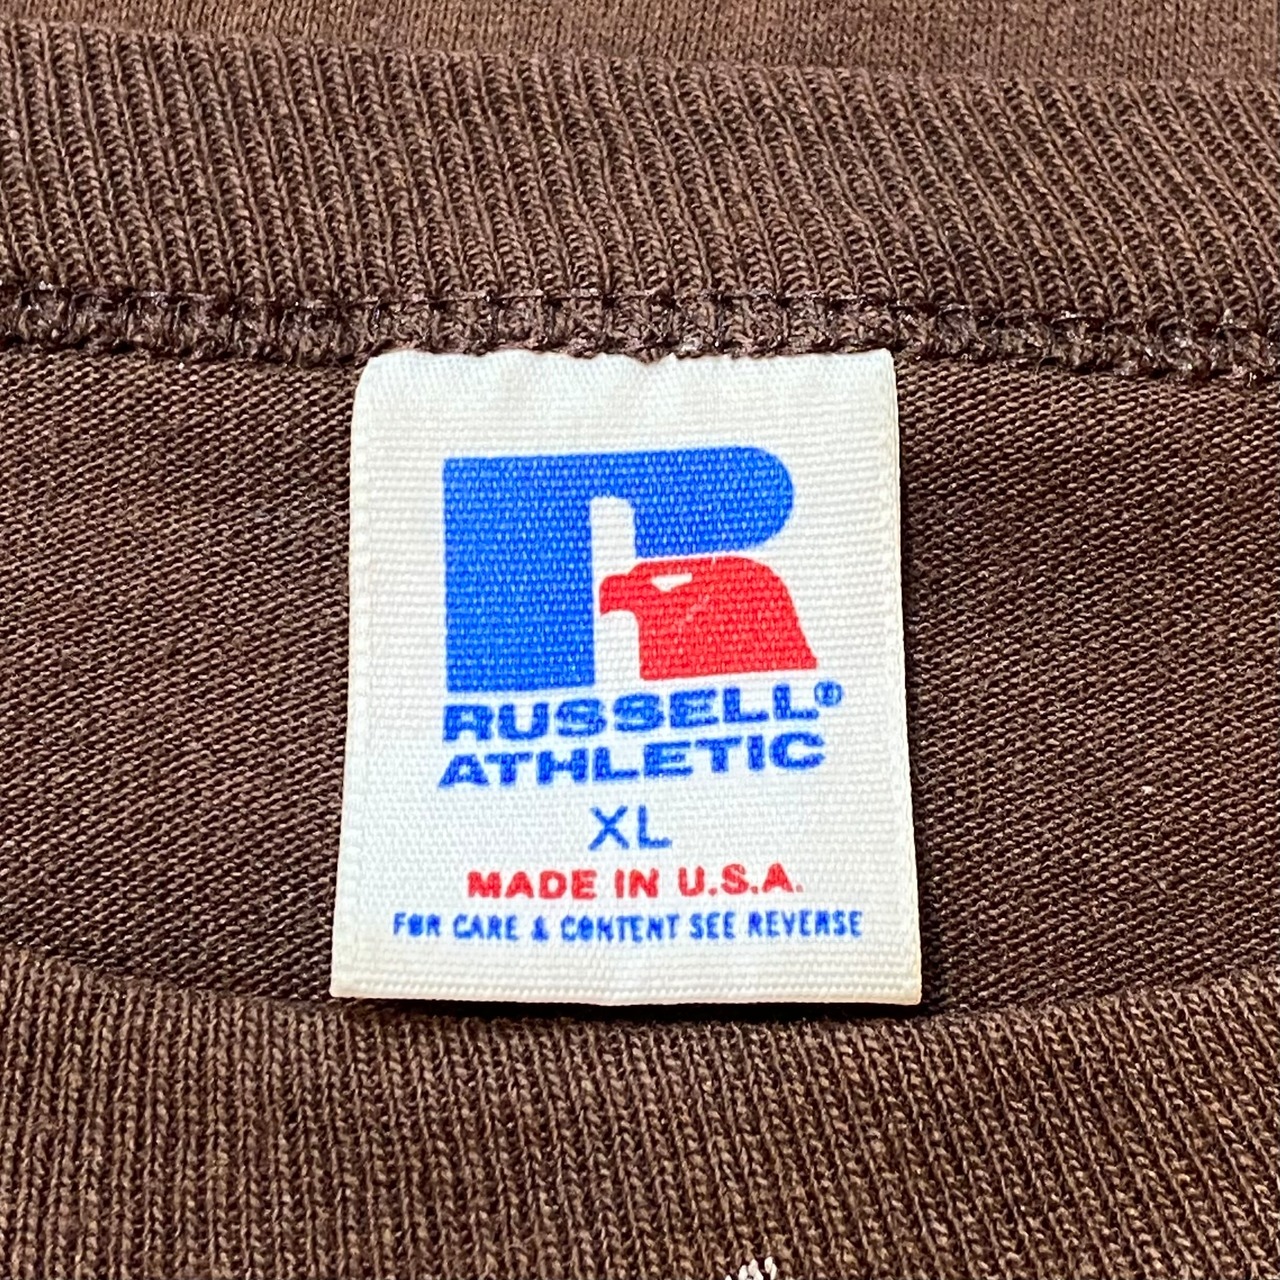 RUSSELL®
ATHLETIC
XL
MADE IN U.S.A.
FOR CARE & CONTENT SEE REVERSE